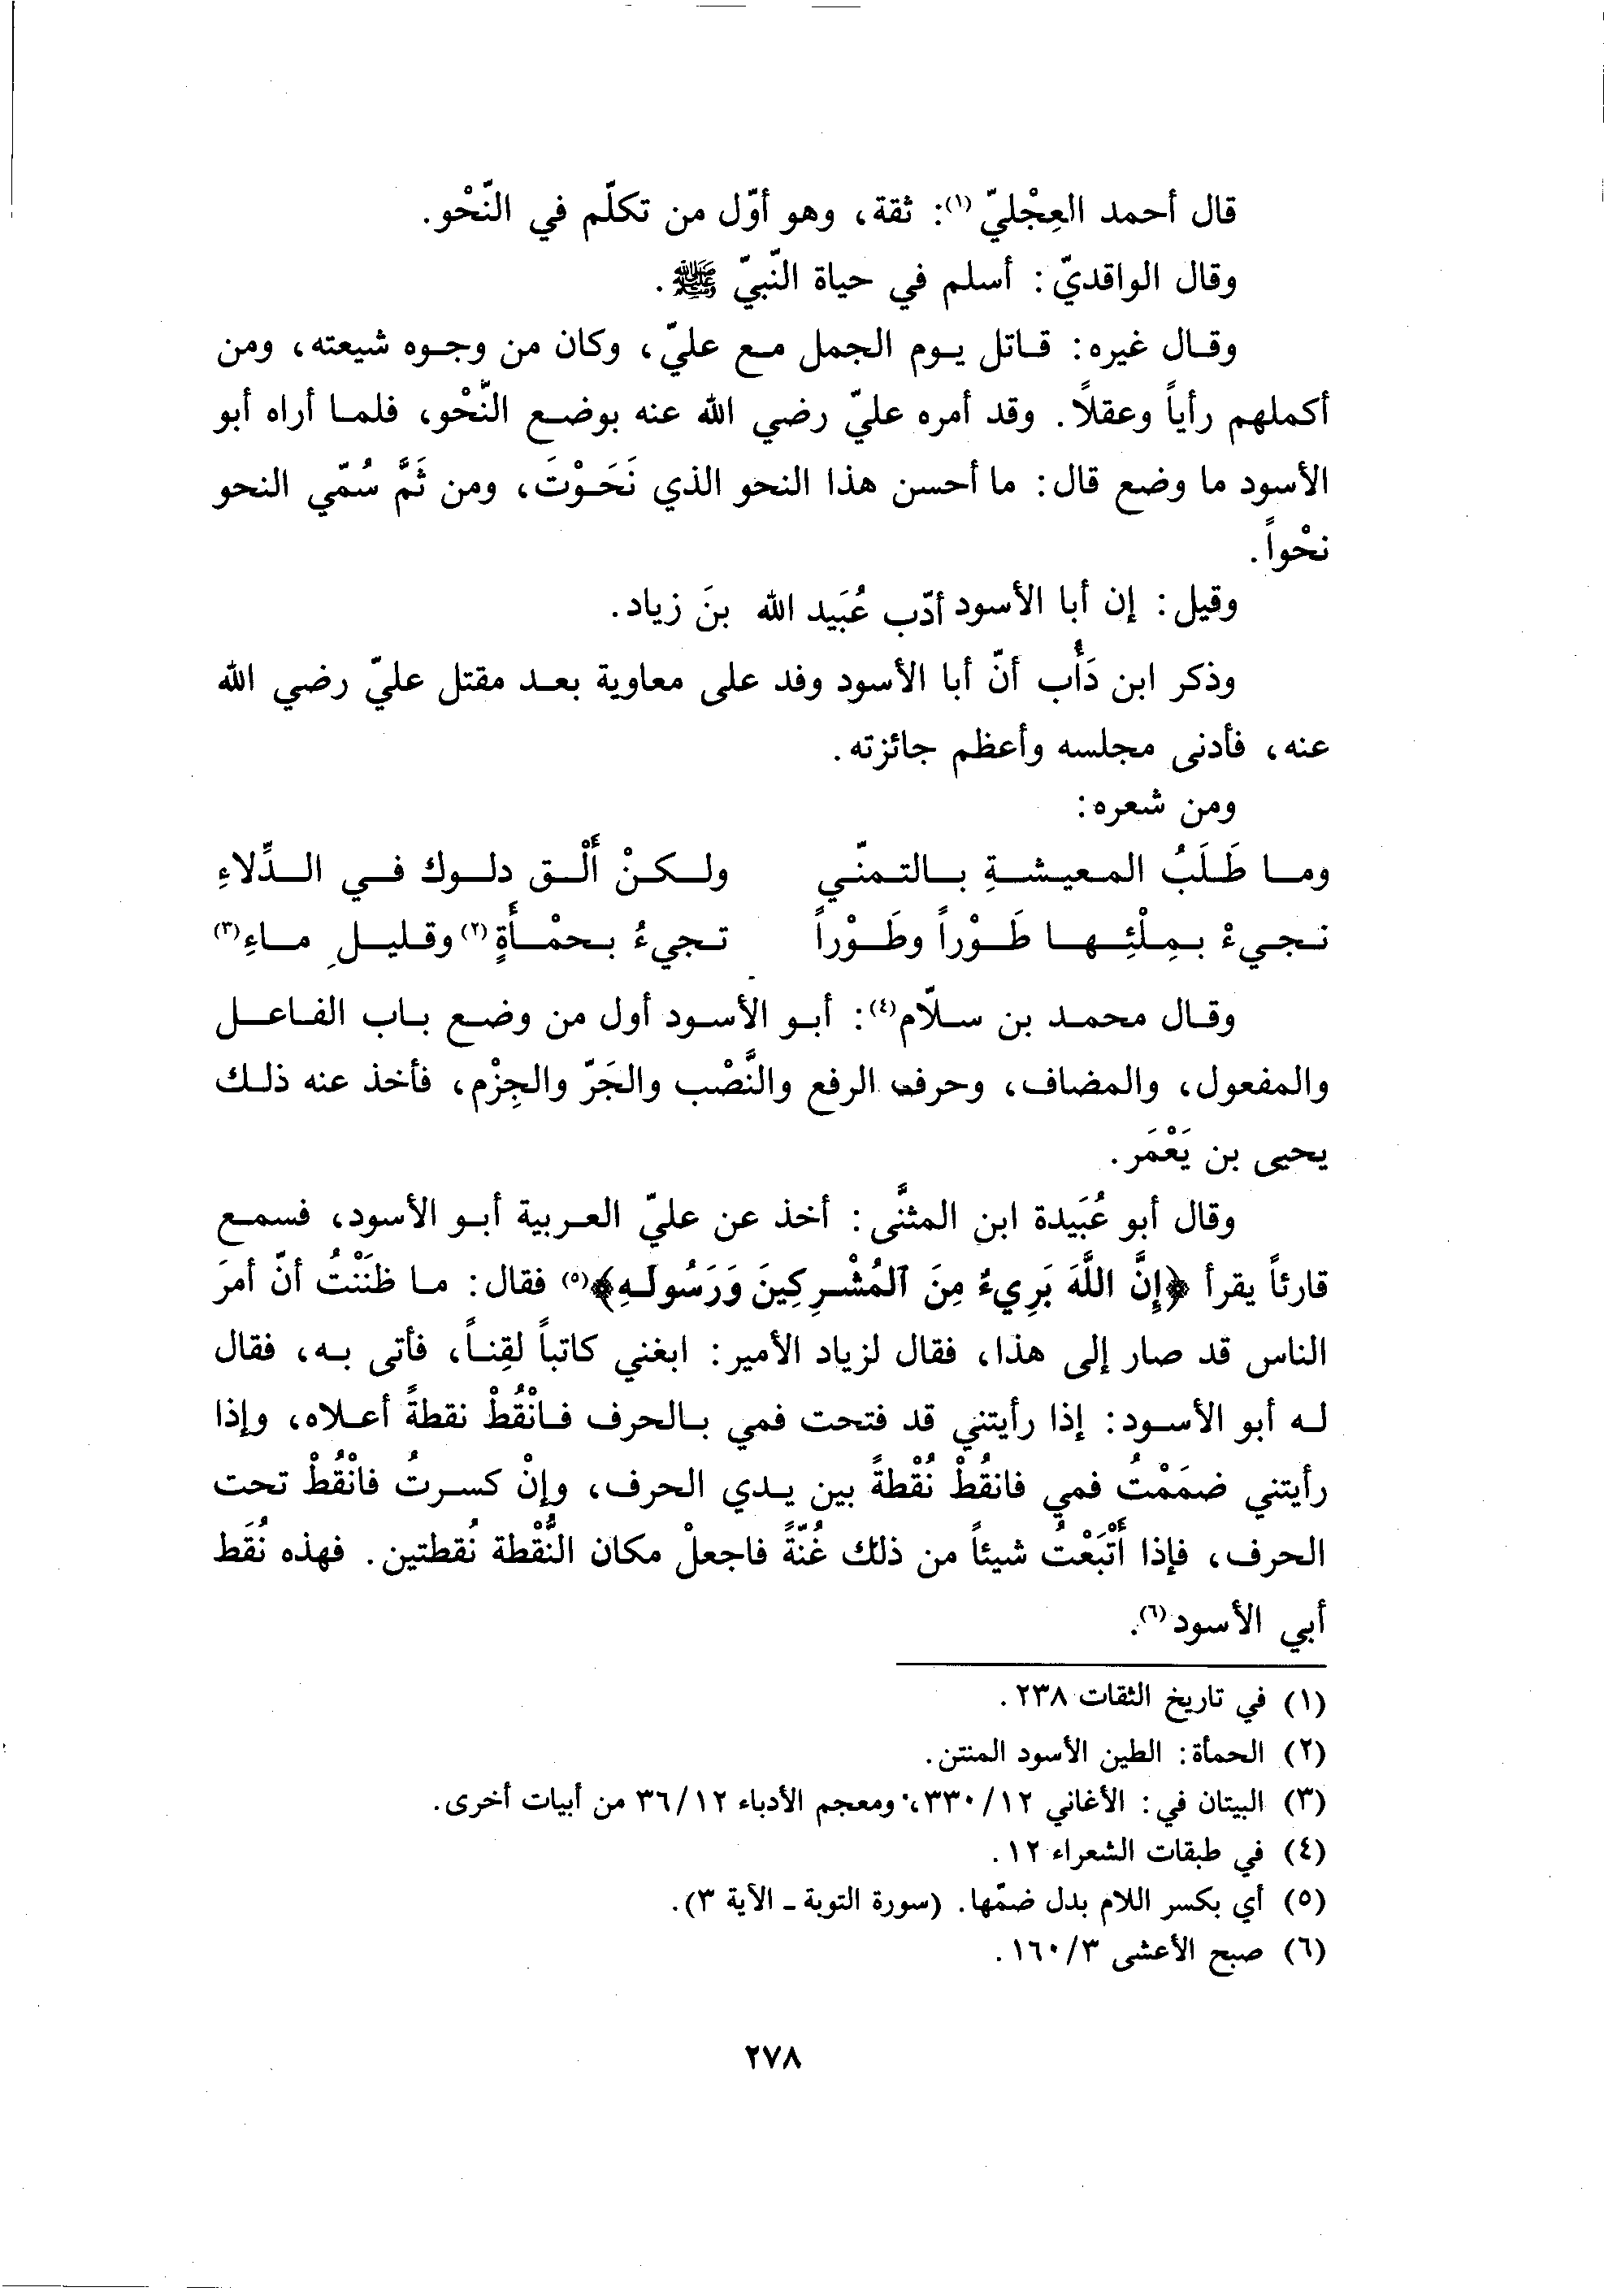 قال أحمد العِجْليّ(١): ثقة، وهو أوّل من تكلّم في النّحْو.
وقال الواقديّ: أسلم في حياة النّبيّ ﷺ.
وقال غيره: قاتل يوم الجمل مع عليّ، وكان من وجوه شيعته، ومن
أكملهم رأياً وعقلاً. وقد أمره عليّ رضي الله عنه بوضع النّحْو، فلما أراه أبو
الأسود ما وضع قال: ما أحسن هذا النحو الذي نَحَوْتَ، ومن ثَمَّ سُمّي النحو
نحْواً.
وقيل: إن أبا الأسود أدّب عُبَيد الله بنَ زياد.
وذكر ابن دَأْب أنّ أبا الأسود وفد على معاوية بعد مقتل عليّ رضي الله
عنه، فأدنى مجلسه وأعظم جائزته.
ومن شعره:
وما طَلَبُ المعيشةِ بالتمنّي ولكنْ أَلْق دلوك في الدِّلاءِ
نجيءْ بمِلْئِها طَوْراً وطَوْراً تجيءُ بحمْأَةٍ(٢) وقليلِ ماءِ(٣)
وقال محمد بن سلّام(٤): أبو الأسود أول من وضع باب الفاعل
والمفعول، والمضاف، وحرف الرفع والنَّصْب والجَرّ والجِزْم، فأخذ عنه ذلك
يحيى بن يَعْمَر.
وقال أبو عُبَيدة ابن المثنَّى: أخذ عن عليّ العربية أبو الأسود، فسمع
قارئاً يقرأ ﴿إِنَّ اللَّهَ بَرِيءٌ مِنَ ٱلمُشْرِكِينَ وَرَسُولَهِ﴾(٥) فقال: ما ظَنَنْتُ أنّ أمرَ
الناس قد صار إلى هذا، فقال لزياد الأمير: ابغني كاتباً لقِناً، فأتى به، فقال
له أبو الأسود: إذا رأيتني قد فتحت فمي بالحرف فانْقُطْ نقطةً أعلاه، وإذا
رأيتني ضمَمْتُ فمي فانقُطْ نُقْطةً بين يدي الحرف، وإنْ كسرتُ فانْقُطْ تحت
الحرف، فإذا أَتْبَعْتُ شيئاً من ذلك غُنّةً فاجعلْ مكان النُّقْطة نُقطتين. فهذه نُقَط
أبي الأسود(٦).
(١) في تاريخ الثقات ٢٣٨.
(٢) الحمأة: الطين الأسود المنتن.
(٣) البيتان في: الأغاني ٣٣٠/١٢، ومعجم الأدباء ٣٦/١٢ من أبيات أخرى.
(٤) في طبقات الشعراء ١٢.
(٥) أي بكسر اللام بدل ضمّها. (سورة التوبة - الآية ٣).
(٦) صبح الأعشى ١٦٠/٣.
٢٧٨